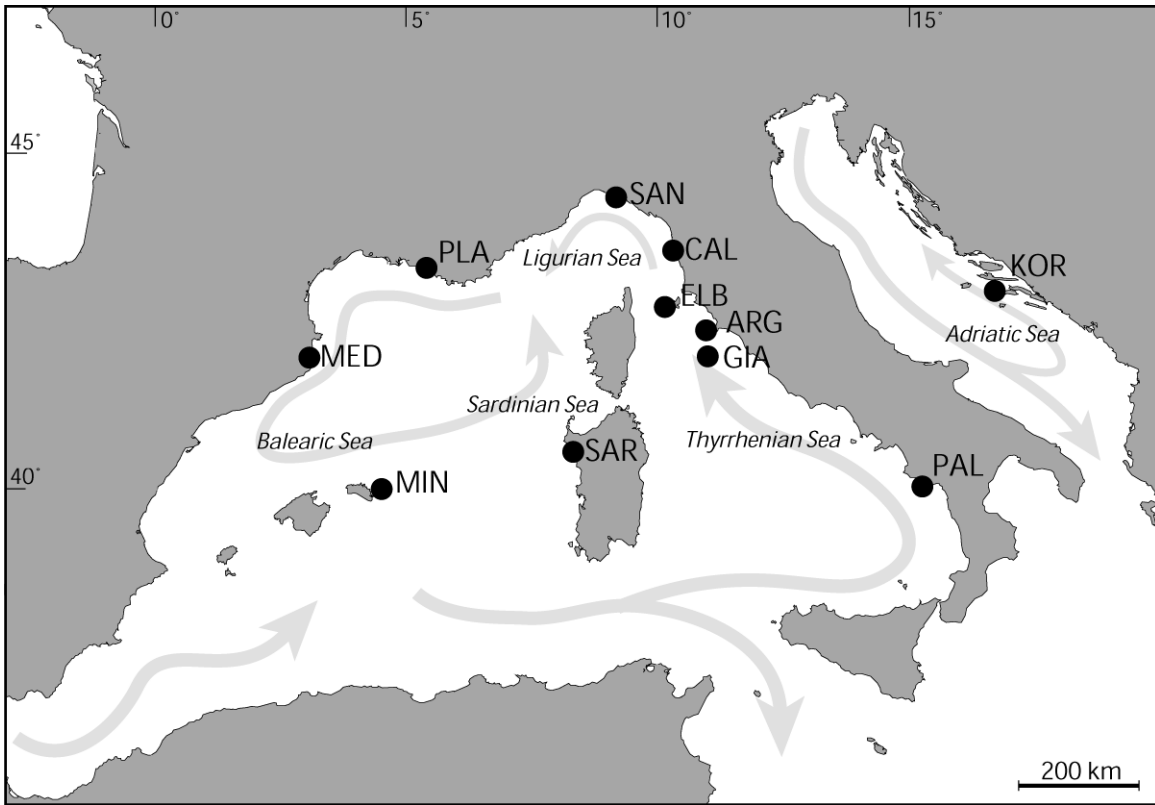 0°
5°
10°
15°
45°
SAN
Ligurian Sea
CAL
PLA
KOR
ELB
ARG
Adriatic Sea
GIA
MED
Sardinian Sea
Balearic Sea
Thyrrhenian Sea
SAR
PAL
40°
MIN
200 km